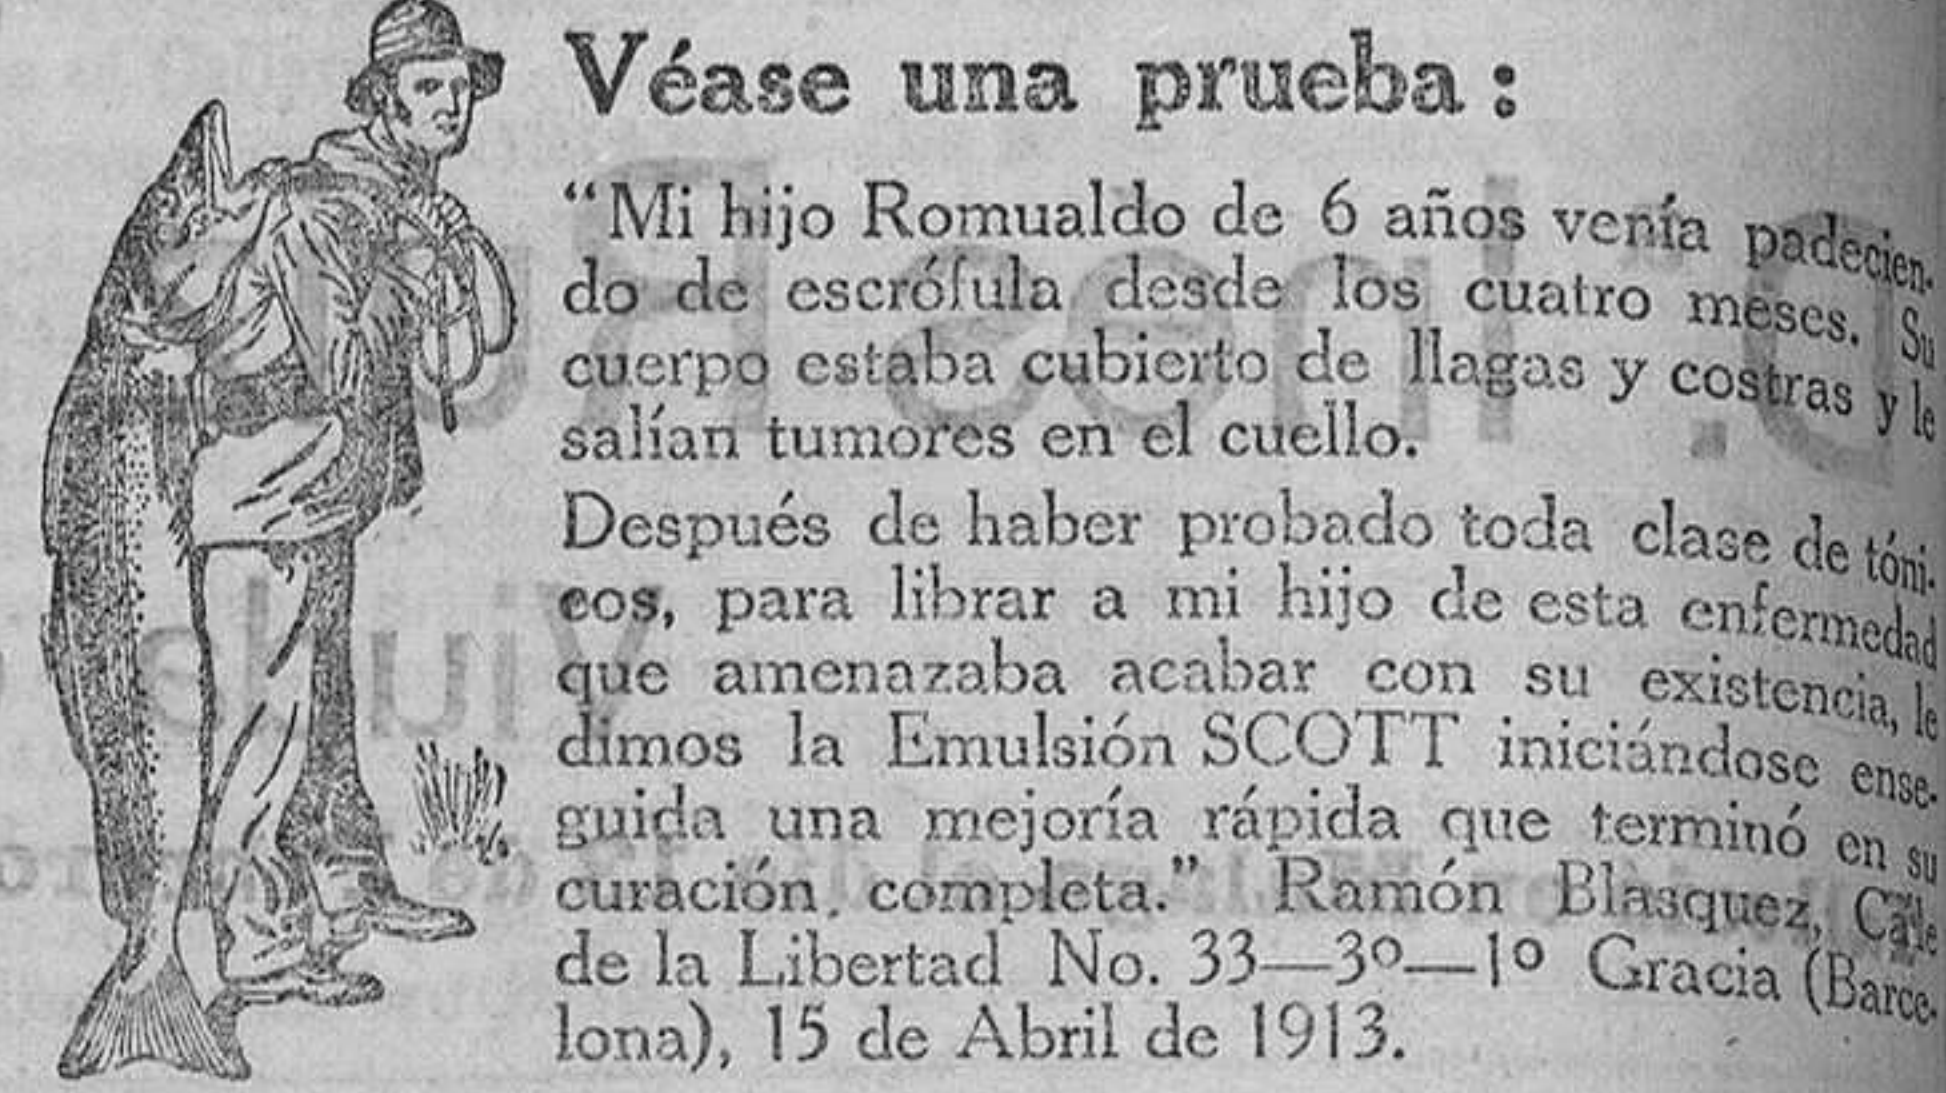 Véase una prueba:
“Mi hijo Romualdo de 6 años venía padecien-
do de escrófula desde los cuatro meses. Su
cuerpo estaba cubierto de llagas y costras y le
salían tumores en el cuello.
Después de haber probado toda clase de tóni-
cos, para librar a mi hijo de esta enfermedad
que amenazaba acabar con su existencia, le
dimos la Emulsión SCOTT iniciándose ense-
guida una mejoría rápida que terminó en su
curación completa.” Ramón Blasquez, Calle
de la Libertad No. 33—3º—1º Gracia (Barce-
lona), 15 de Abril de 1913.